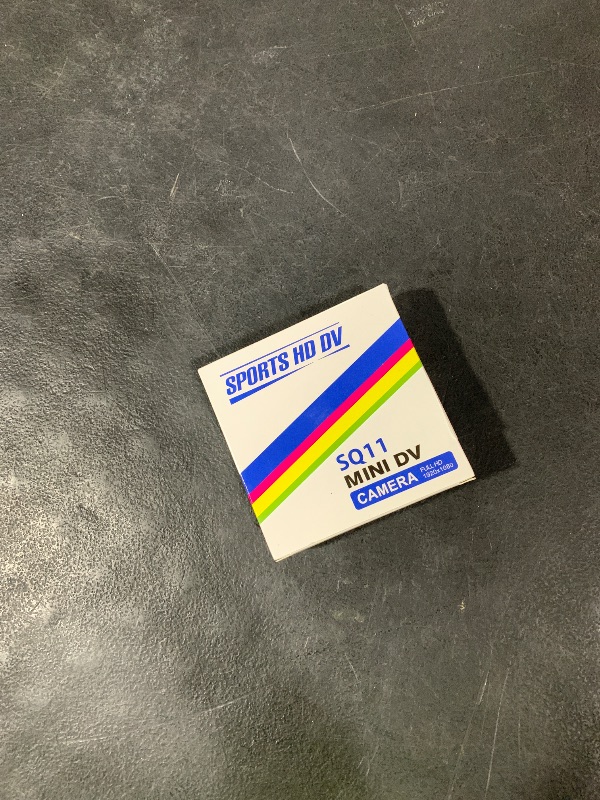 SPORTS HD DV
SQ11
MINI DV
CAMERA
FULL HD
1920x1080